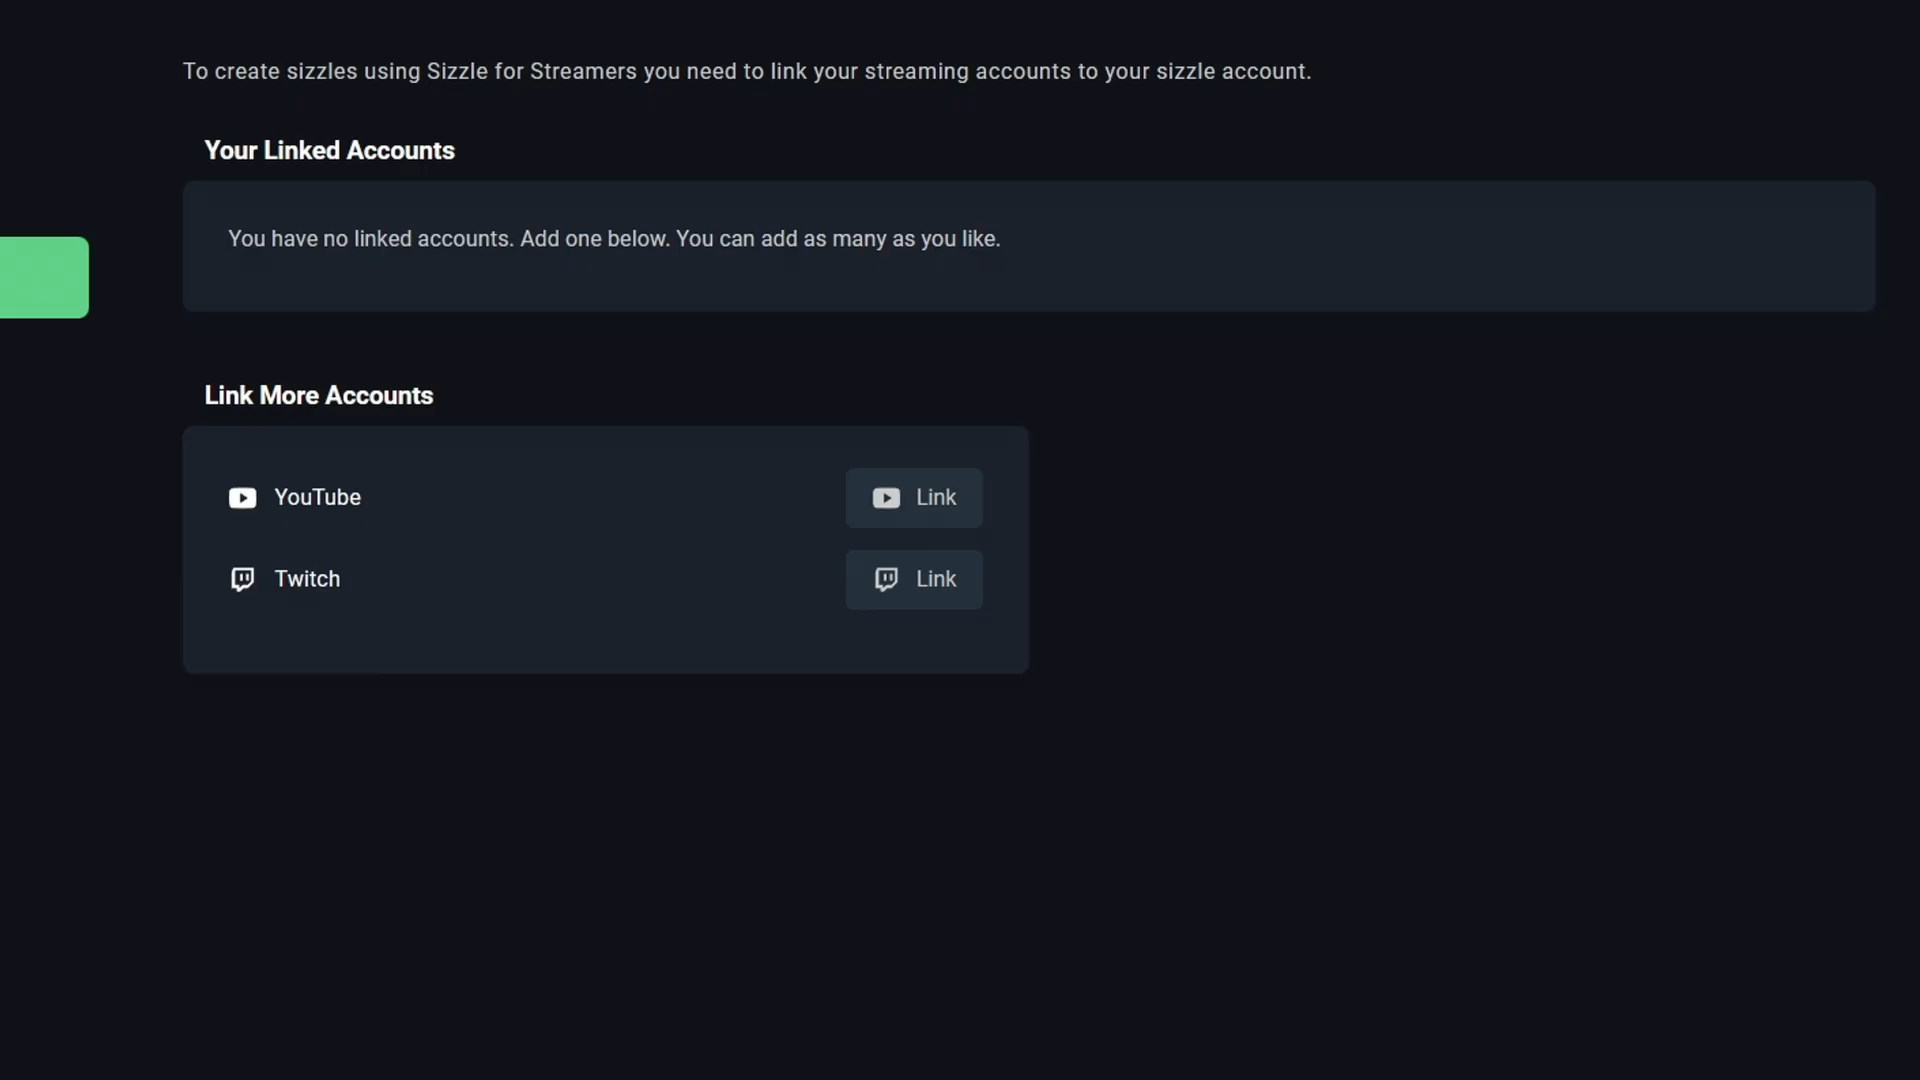 To create sizzles using Sizzle for Streamers you need to link your streaming accounts to your sizzle account.
Your Linked Accounts
You have no linked accounts. Add one below. You can add as many as you like.
Link More Accounts
YouTube Link
Twitch Link